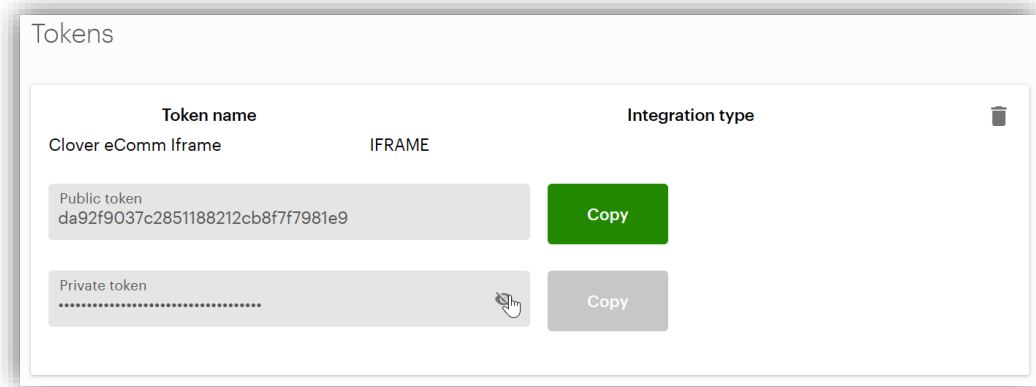 Tokens
Token name Integration type
Clover eComm Iframe IFRAME
Public token
da92f9037c2851188212cb8f7f7981e9
Copy
Private token
••••••••••••••••••••••••••••••••••••
Copy